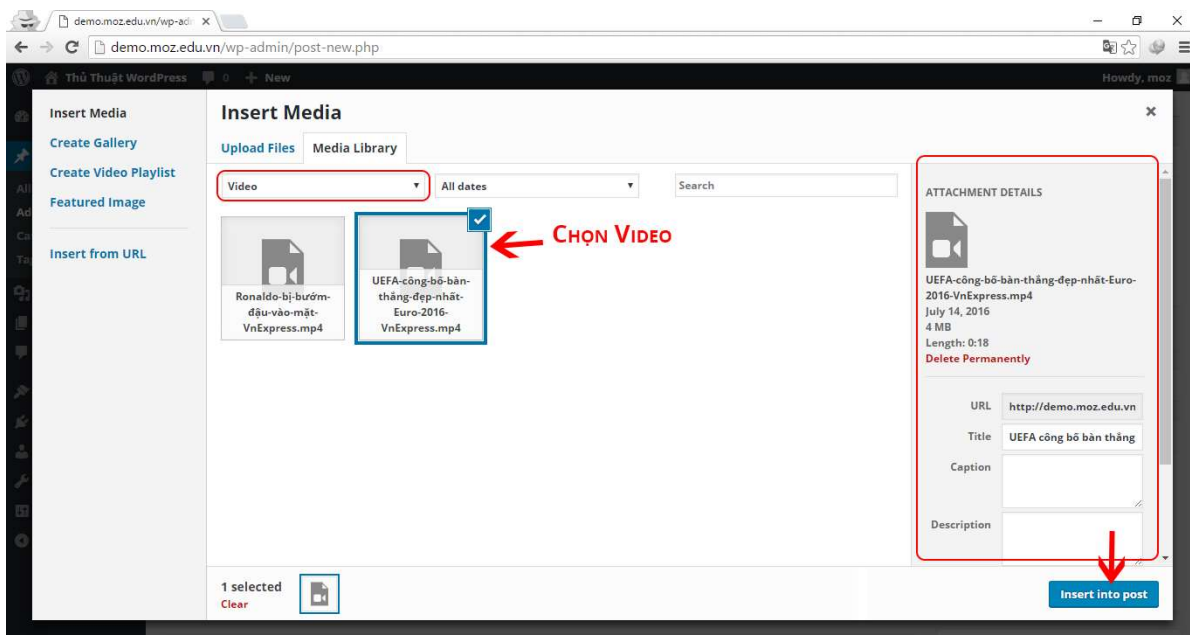 demo.moz.edu.vn/wp-ad
demo.moz.edu.vn/wp-admin/post-new.php
Thủ Thuật WordPress 0 + New Howdy, moz
Insert Media
Create Gallery
Create Video Playlist
Featured Image
Insert from URL
Insert Media
Upload Files Media Library
Video All dates Search
CHỌN VIDEO
Ronaldo-bị-bướm-
đậu-vào-mặt-
VnExpress.mp4
UEFA-công-bố-bàn-
thắng-đẹp-nhất-
Euro-2016-
VnExpress.mp4
ATTACHMENT DETAILS
UEFA-công-bố-bàn-thắng-đẹp-nhất-Euro-
2016-VnExpress.mp4
July 14, 2016
4 MB
Length: 0:18
Delete Permanently
URL http://demo.moz.edu.vn
Title UEFA công bố bàn thắng
Caption
Description
1 selected
Clear
Insert into post